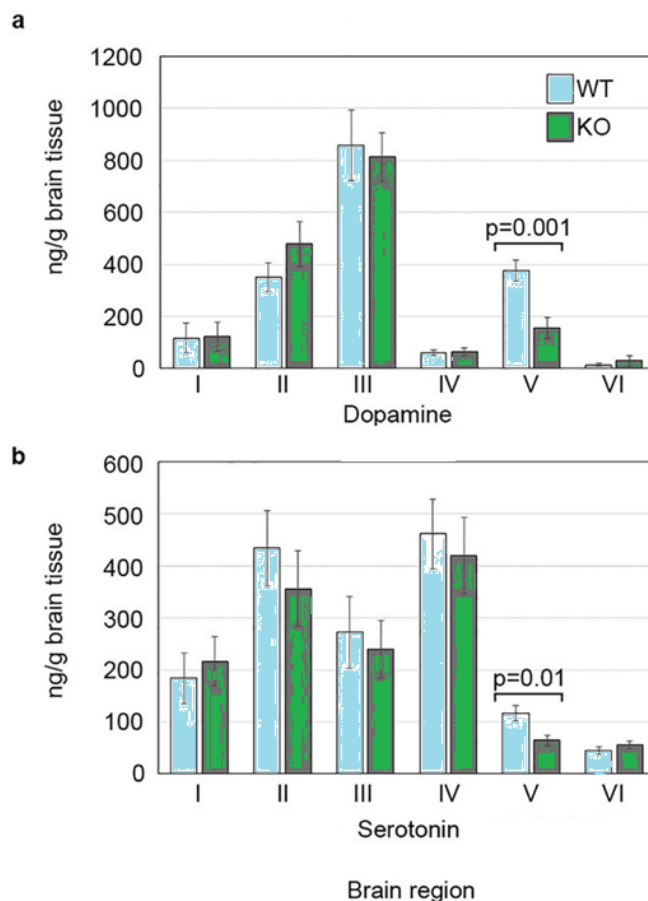 a
ng/g brain tissue
1200
1000
800
600
400
200
0
WT
KO
p=0.001
I II III IV V VI
Dopamine
b
ng/g brain tissue
600
500
400
300
200
100
0
p=0.01
I II III IV V VI
Serotonin
Brain region